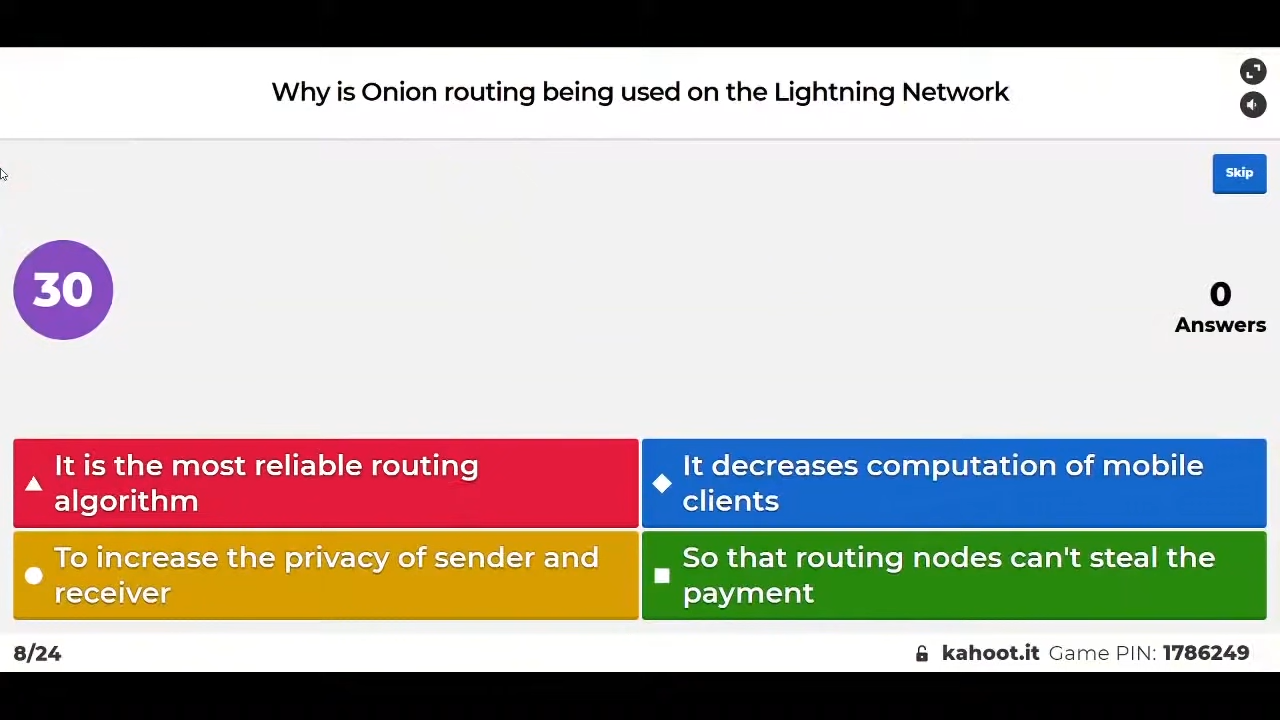 Why is Onion routing being used on the Lightning Network
Skip
30
0
Answers
It is the most reliable routing
algorithm
It decreases computation of mobile
clients
To increase the privacy of sender and
receiver
So that routing nodes can't steal the
payment
8/24
kahoot.it Game PIN: 1786249